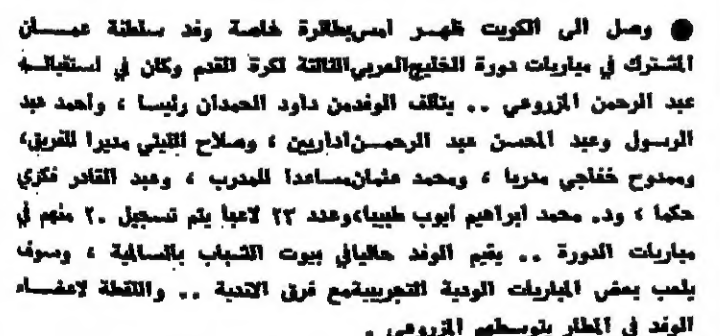 ● وصل الى الكويت ظهر امس بطائرة خاصة وفد سلطنة عمان
المشترك في مباريات دورة الخليج العربي الثالثة لكرة القدم وكان في استقباله
عبد الرحمن المزروعي .. يتألف الوفد من داود الحمدان رئيسا ، وأحمد عبد
الرسول وعبد المحسن عبد الرحمن اداريين ، وصلاح الليثي مديرا للفريق،
وممدوح خفاجي مدربا ، ومحمد عثمان مساعدا للمدرب ، وعبد القادر فكري
حكما ، ود. محمد ابراهيم أيوب طبيبا، وعدد ٢٣ لاعبا يتم تسجيل ٢٠ منهم في
مباريات الدورة .. يقيم الوفد حاليا في بيوت الشباب بالسالمية ، وسوف
يلعب بعض المباريات الودية التجريبية مع فرق الاندية .. واللقطة لاعضاء
الوفد في المطار يتوسطهم المزروعي .